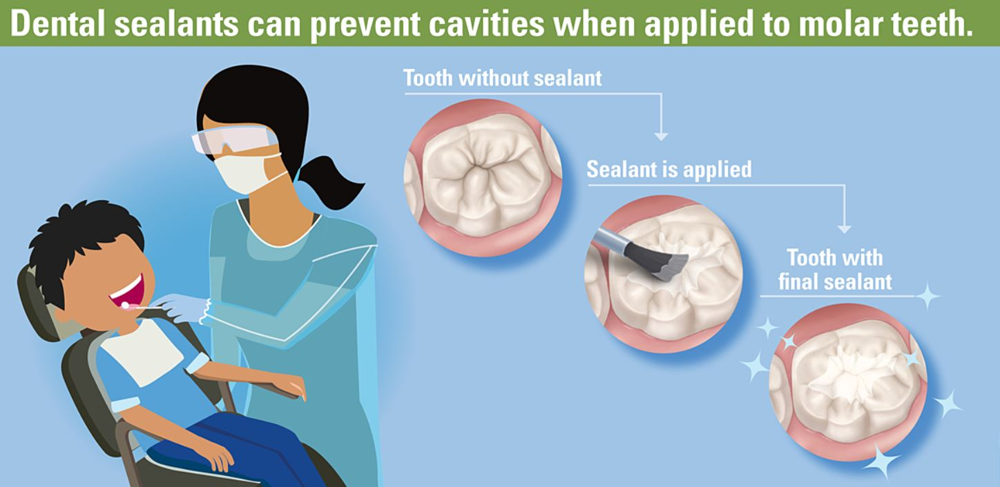 Dental sealants can prevent cavities when applied to molar teeth.
Tooth without sealant
Sealant is applied
Tooth with
final sealant